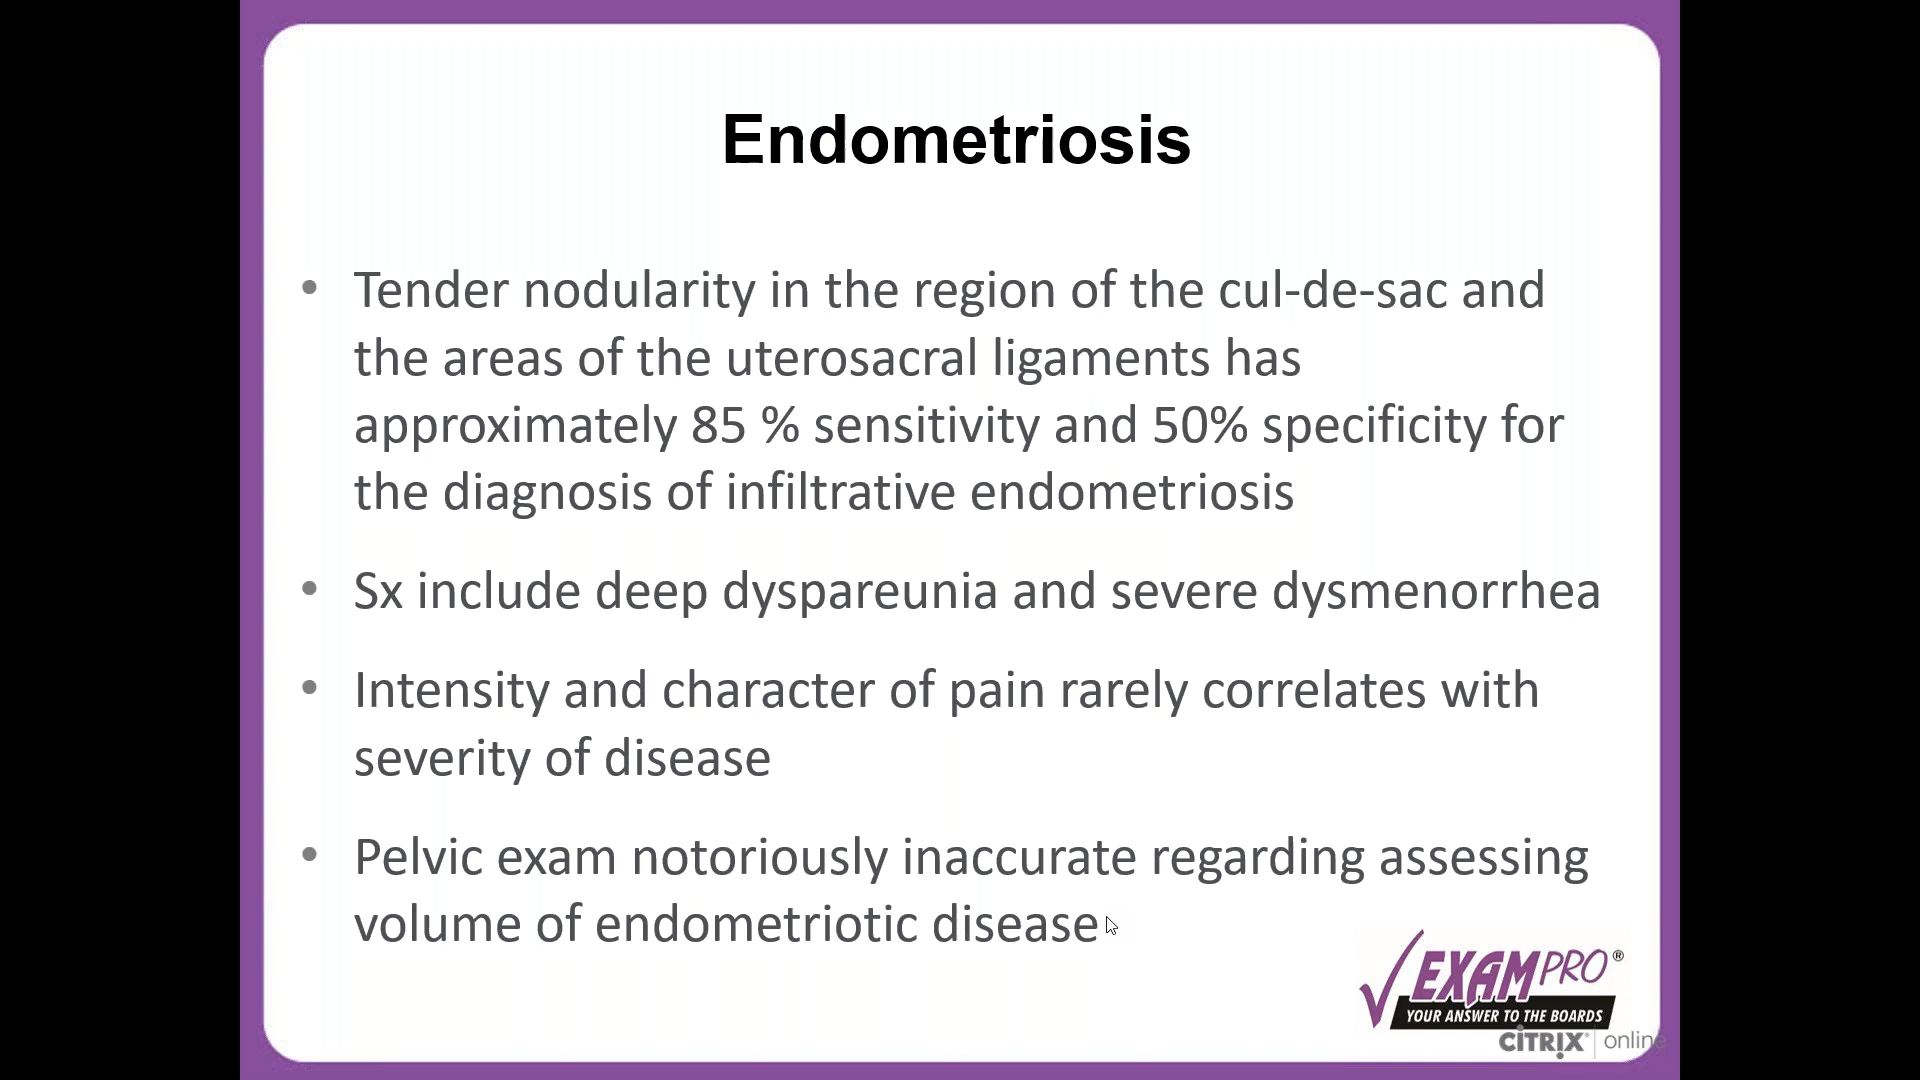 Endometriosis
• Tender nodularity in the region of the cul-de-sac and
the areas of the uterosacral ligaments has
approximately 85 % sensitivity and 50% specificity for
the diagnosis of infiltrative endometriosis
• Sx include deep dyspareunia and severe dysmenorrhea
• Intensity and character of pain rarely correlates with
severity of disease
• Pelvic exam notoriously inaccurate regarding assessing
volume of endometriotic disease
EXAMPRO®
YOUR ANSWER TO THE BOARDS
CİTRIX® online